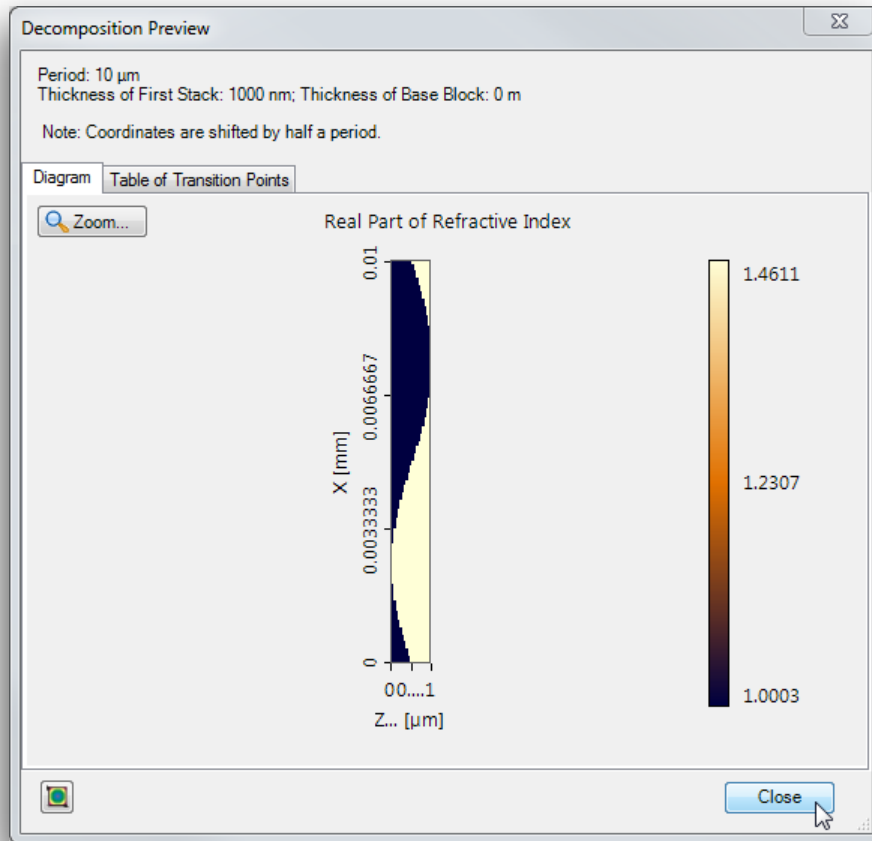 Decomposition Preview
Period: 10 µm
Thickness of First Stack: 1000 nm; Thickness of Base Block: 0 m
Note: Coordinates are shifted by half a period.
Diagram
Table of Transition Points
Zoom...
Real Part of Refractive Index
0.01
0.0066667
0.0033333
0
X [mm]
00....1
Z... [µm]
1.4611
1.2307
1.0003
Close